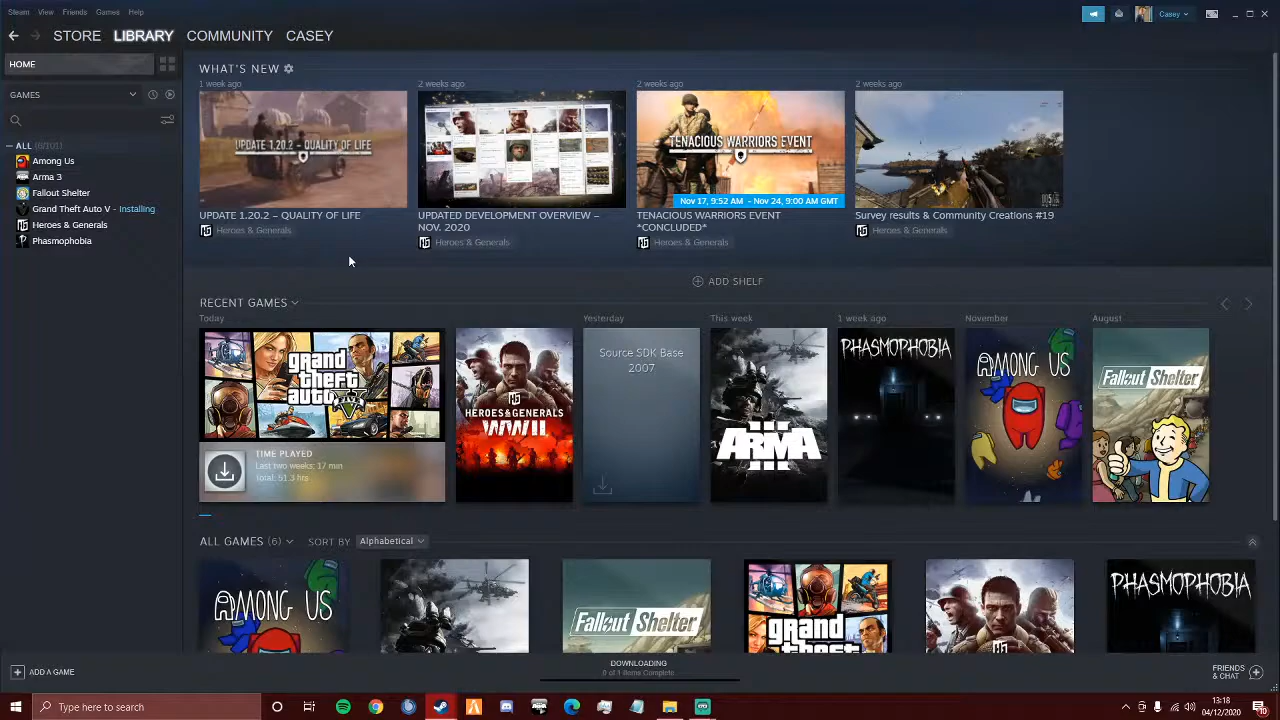 Steam View Friends Games Help
Casey
STORE LIBRARY COMMUNITY CASEY
HOME
GAMES
WHAT'S NEW
1 week ago
2 weeks ago
2 weeks ago
2 weeks ago
UPDATE 1.20.2 – QUALITY OF LIFE
TENACIOUS WARRIORS EVENT
Nov 17, 9:52 AM - Nov 24, 9:00 AM GMT
UPDATE 1.20.2 – QUALITY OF LIFE
Heroes & Generals
UPDATED DEVELOPMENT OVERVIEW –
NOV. 2020
Heroes & Generals
TENACIOUS WARRIORS EVENT
*CONCLUDED*
Heroes & Generals
Survey results & Community Creations #19
Heroes & Generals
Among Us
Arma 3
Fallout Shelter
Grand Theft Auto V - Installing
Heroes & Generals
Phasmophobia
ADD SHELF
RECENT GAMES
Today
Yesterday
This week
1 week ago
November
August
grand
theft
auto
V
FIVE
TIME PLAYED
Last two weeks: 17 min
Total: 51.3 hrs
HEROES & GENERALS
WWII
Source SDK Base
2007
ARMA
III
PHASMOPHOBIA
AMONG US
Fallout Shelter
ALL GAMES (6) SORT BY Alphabetical
AMONG US
Fallout Shelter
grand
theft
PHASMOPHOBIA
ADD A GAME
DOWNLOADING
0 of 1 Items Complete
FRIENDS
& CHAT
Type here to search
13:18
04/12/2020